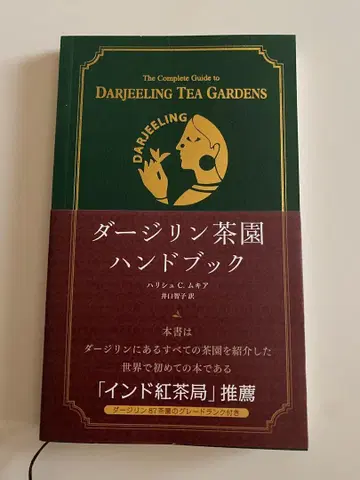 The Complete Guide to
DARJEELING TEA GARDENS
DARJEELING
ダージリン茶園
ハンドブック
ハリシュ C. ムキア
井口智子 訳
本書は
ダージリンにあるすべての茶園を紹介した
世界で初めての本である
「インド紅茶局」推薦
ダージリン87茶園のグレードランク付き